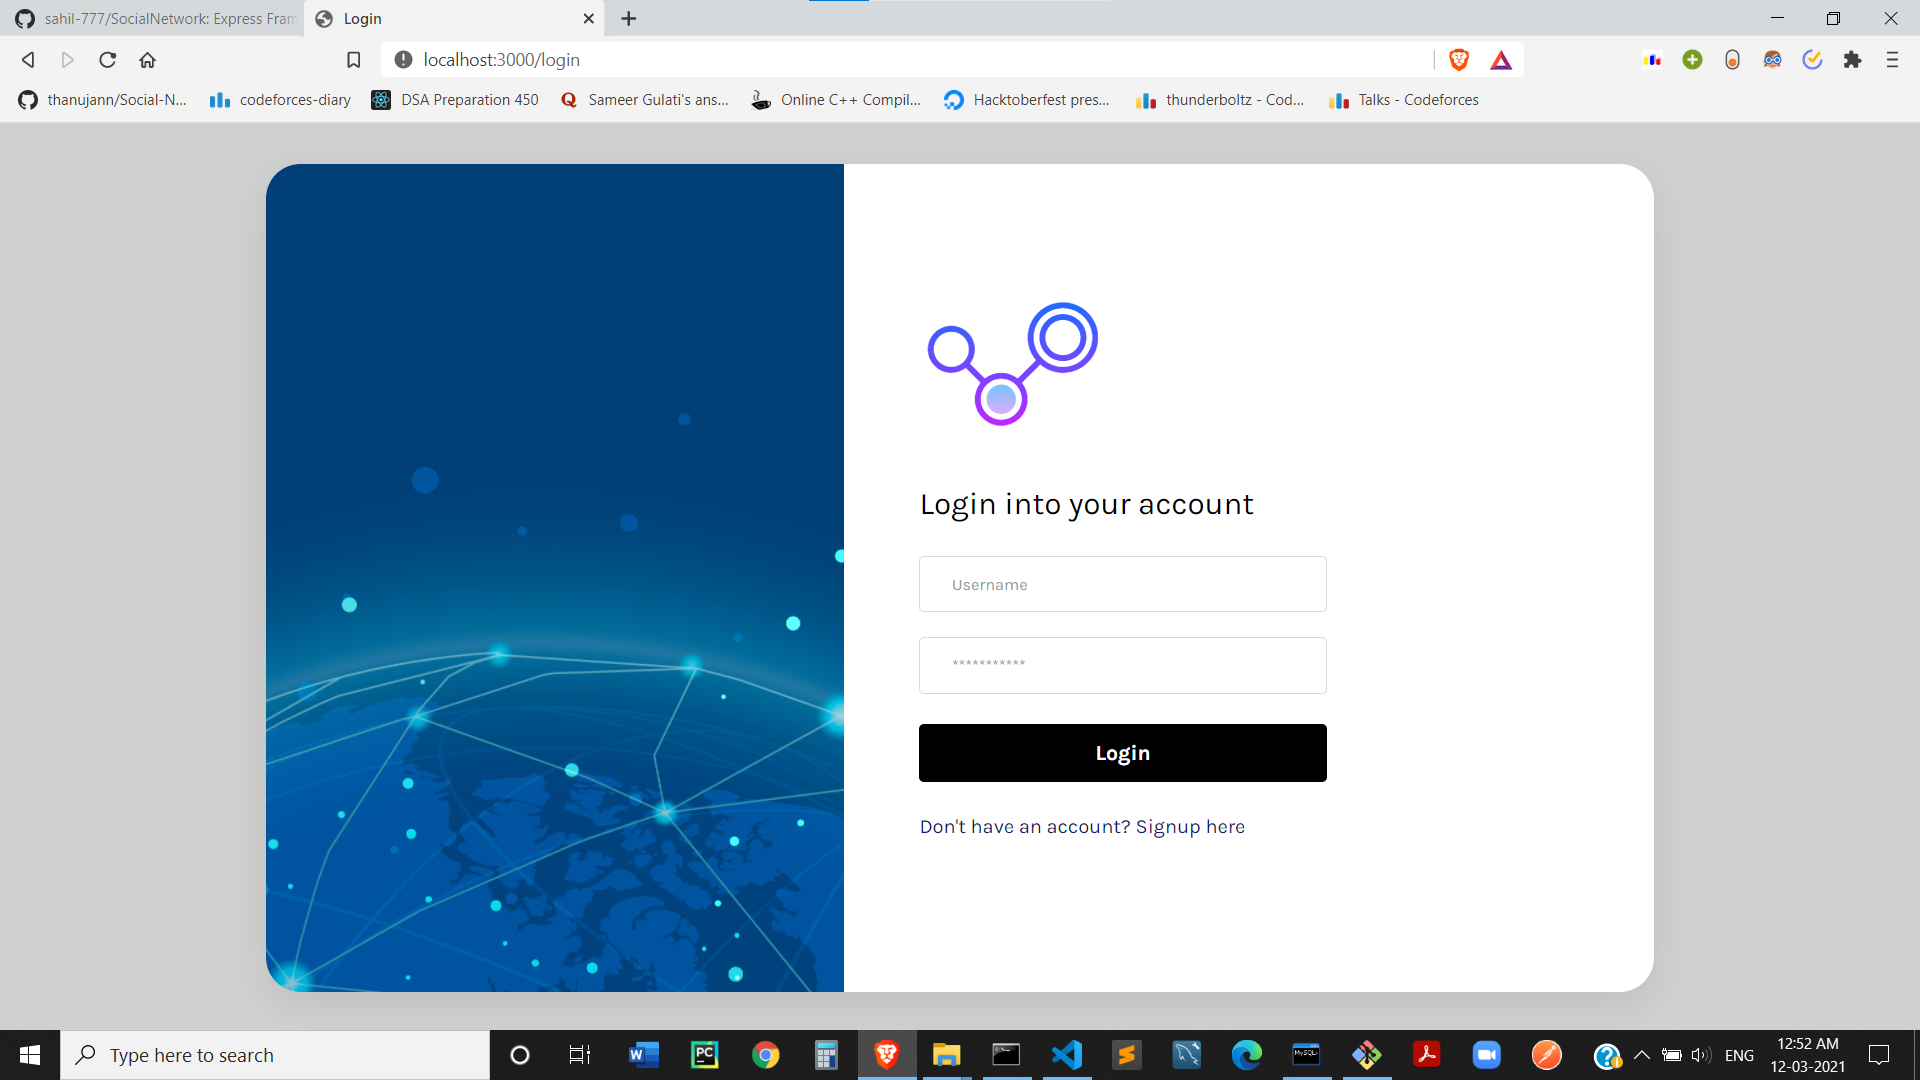 sahil-777/SocialNetwork: Express Fram
Login
localhost:3000/login
thanujann/Social-N...
codeforces-diary
DSA Preparation 450
Sameer Gulati's ans...
Online C++ Compil...
Hacktoberfest pres...
thunderboltz - Cod...
Talks - Codeforces
Login into your account
Username
***********
Login
Don't have an account? Signup here
Type here to search
W
PC
MySQL
ENG
12:52 AM
12-03-2021